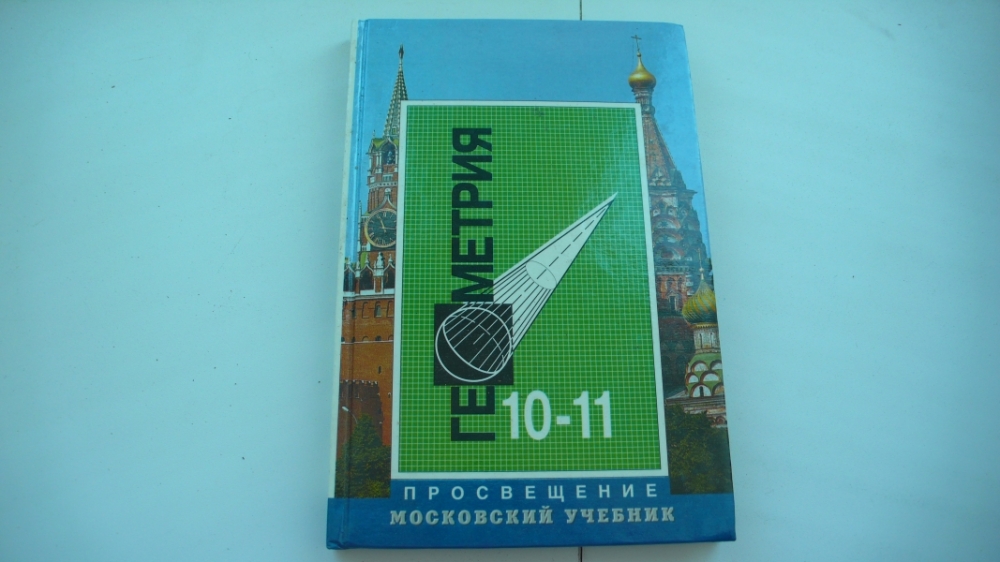 ГЕОМЕТРИЯ
10-11
ПРОСВЕЩЕНИЕ
МОСКОВСКИЙ УЧЕБНИК